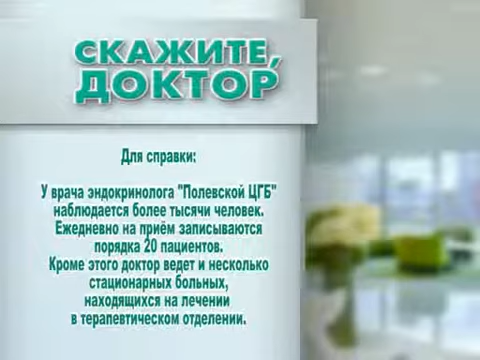 СКАЖИТЕ,
ДОКТОР
Для справки:
У врача эндокринолога "Полевской ЦГБ"
наблюдается более тысячи человек.
Ежедневно на приём записываются
порядка 20 пациентов.
Кроме этого доктор ведет и несколько
стационарных больных,
находящихся на лечении
в терапевтическом отделении.